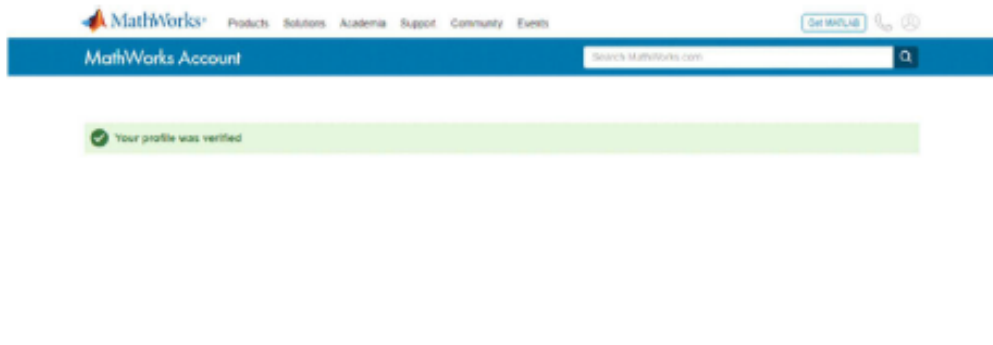 MathWorks® Products Solutions Academia Support Community Events Get MATLAB
MathWorks Account Search MathWorks.com
Your profile was verified